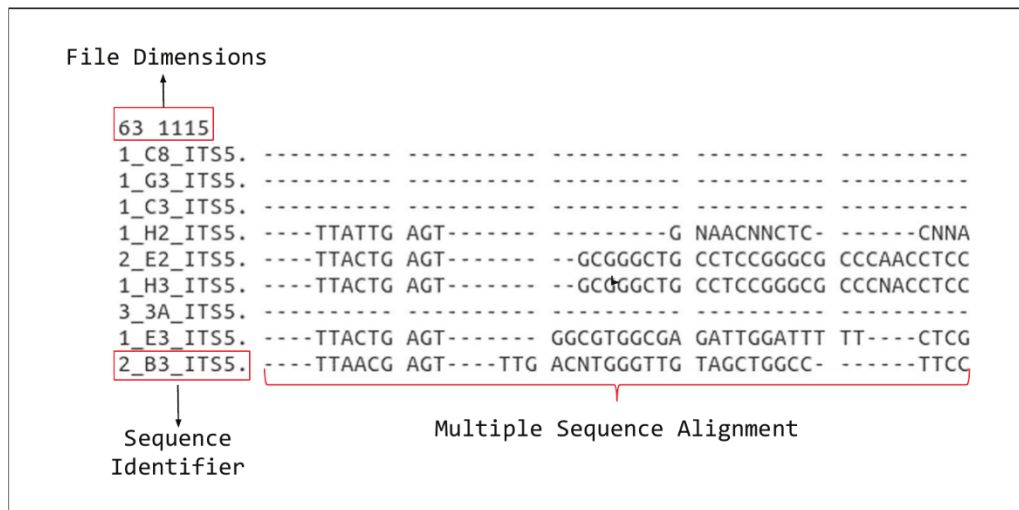 File Dimensions
63 1115
1_C8_ITS5. ---------- ---------- ---------- ---------- ----------
1_G3_ITS5. ---------- ---------- ---------- ---------- ----------
1_C3_ITS5. ---------- ---------- ---------- ---------- ----------
1_H2_ITS5. ----TTATTG AGT------- ---------G NAACNNCTC- ------CNNA
2_E2_ITS5. ----TTACTG AGT------- --GCGGGCTG CCTCCGGGCG CCCAACCTCC
1_H3_ITS5. ----TTACTG AGT------- --GCGGGCTG CCTCCGGGCG CCCNACCTCC
3_3A_ITS5. ---------- ---------- ---------- ---------- ----------
1_E3_ITS5. ----TTACTG AGT------- GGCGTGGCGA GATTGGATTT TT----CTCG
2_B3_ITS5. ----TTAACG AGT----TTG ACNTGGGTTG TAGCTGGCC- ------TTCC
Multiple Sequence Alignment
Sequence
Identifier